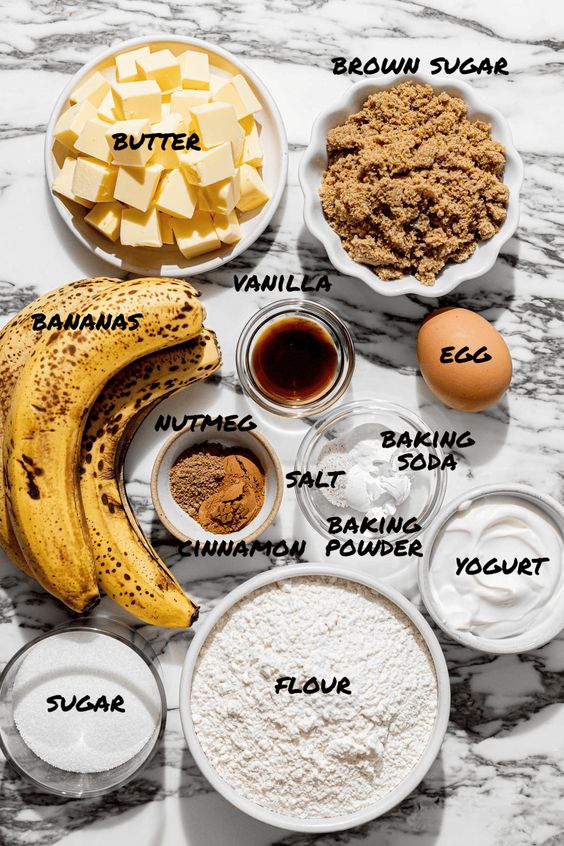 BROWN SUGAR
BUTTER
VANILLA
BANANAS
EGG
NUTMEG
BAKING
SODA
SALT
BAKING
POWDER
CINNAMON
YOGURT
FLOUR
SUGAR